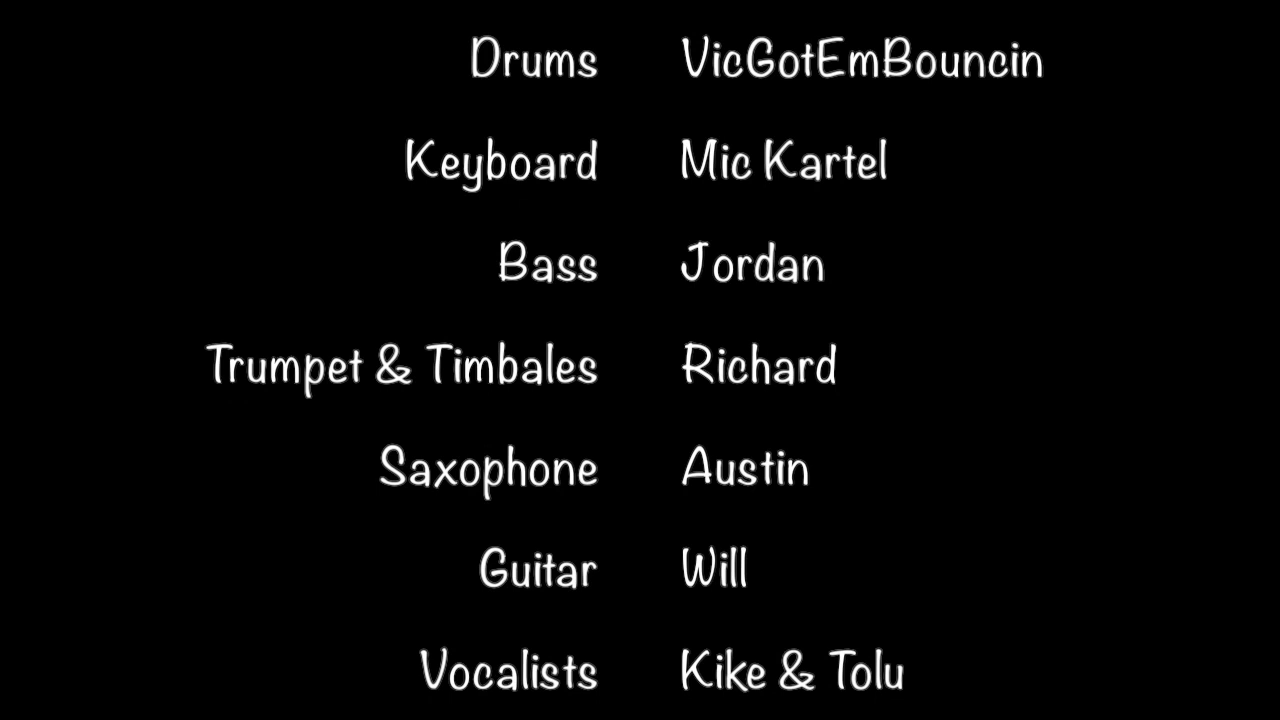 Drums VicGotEmBouncin
Keyboard Mic Kartel
Bass Jordan
Trumpet & Timbales Richard
Saxophone Austin
Guitar Will
Vocalists Kike & Tolu